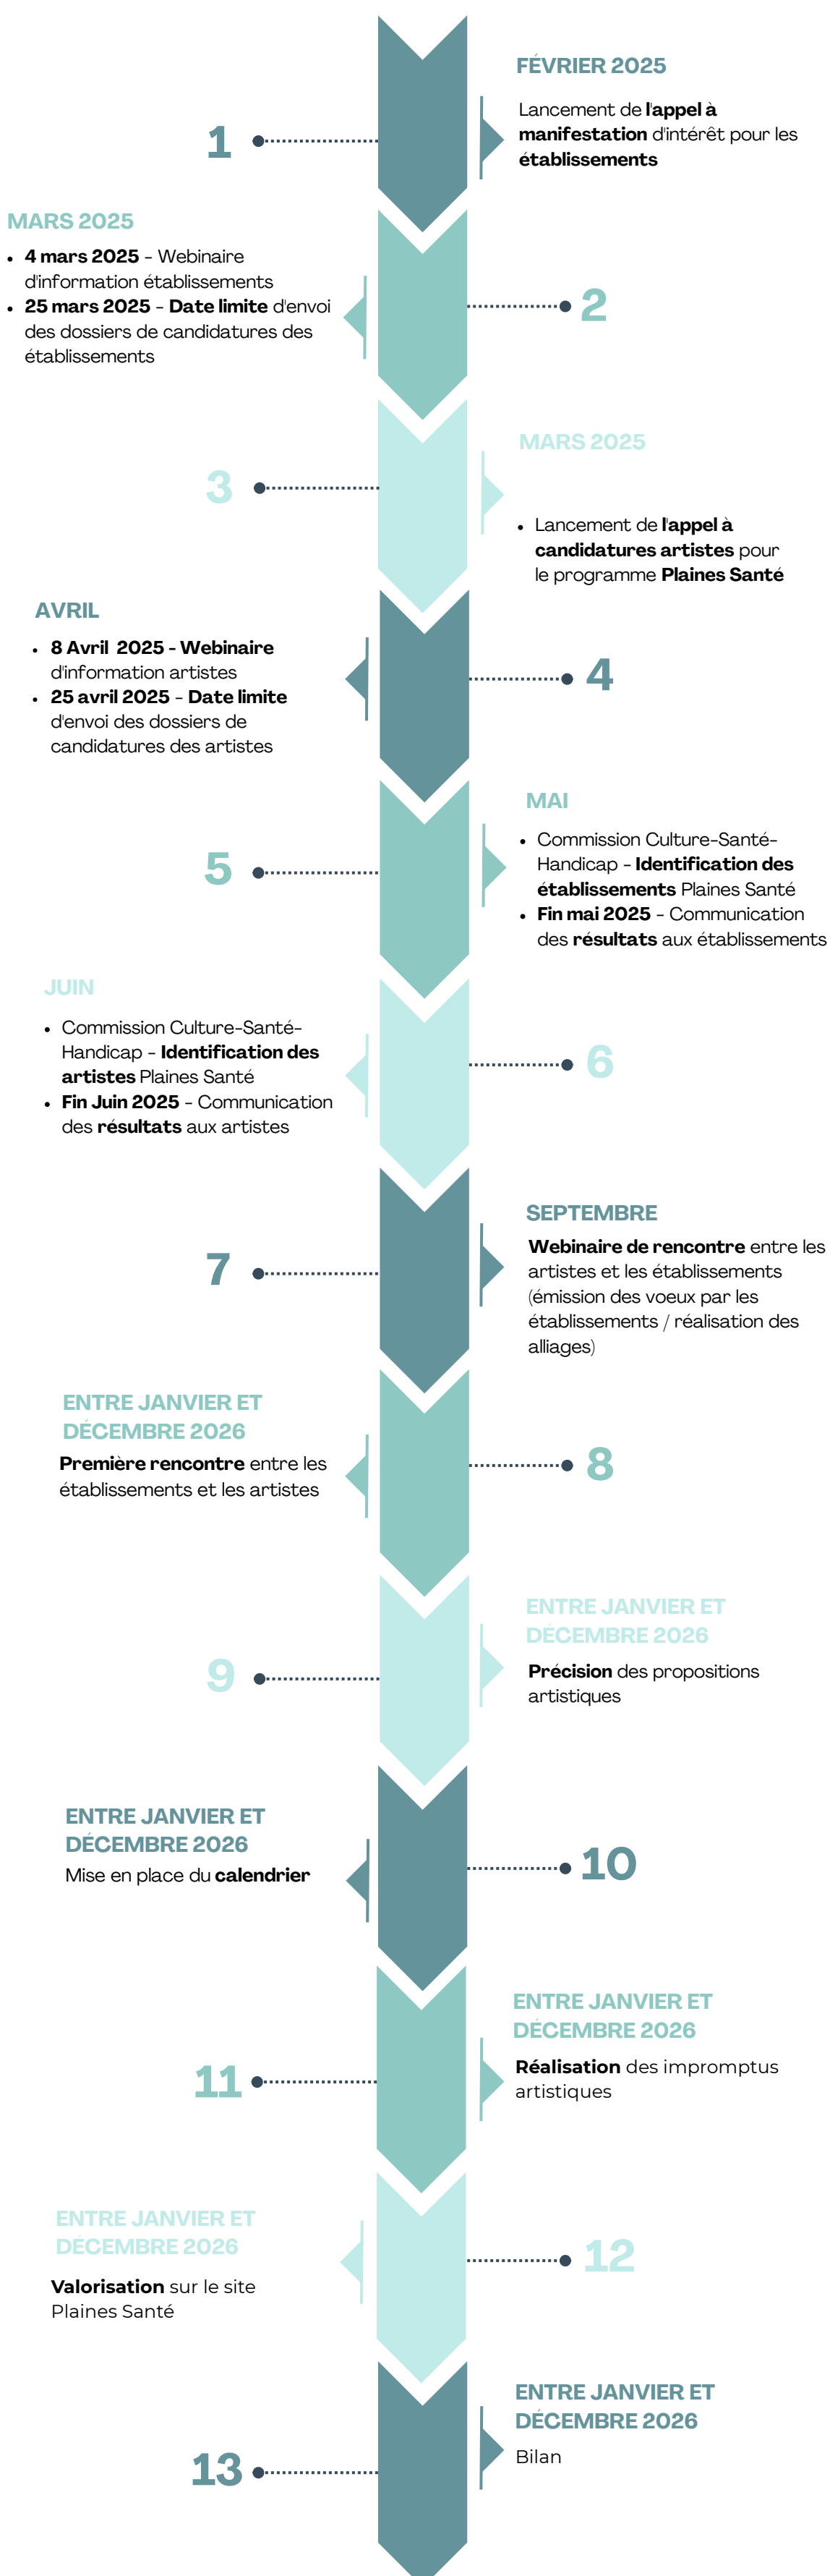 FÉVRIER 2025
Lancement de l'appel à
manifestation d'intérêt pour les
établissements
1
MARS 2025
• 4 mars 2025 - Webinaire
d'information établissements
• 25 mars 2025 - Date limite d'envoi
des dossiers de candidatures des
établissements
2
MARS 2025
3
• Lancement de l'appel à
candidatures artistes pour
le programme Plaines Santé
AVRIL
• 8 Avril 2025 - Webinaire
d'information artistes
• 25 avril 2025 - Date limite
d'envoi des dossiers de
candidatures des artistes
4
MAI
• Commission Culture-Santé-
Handicap - Identification des
établissements Plaines Santé
• Fin mai 2025 - Communication
des résultats aux établissements
5
JUIN
• Commission Culture-Santé-
Handicap - Identification des
artistes Plaines Santé
• Fin Juin 2025 - Communication
des résultats aux artistes
6
SEPTEMBRE
Webinaire de rencontre entre les
artistes et les établissements
(émission des voeux par les
établissements / réalisation des
alliages)
7
ENTRE JANVIER ET
DÉCEMBRE 2026
Première rencontre entre les
établissements et les artistes
8
ENTRE JANVIER ET
DÉCEMBRE 2026
Précision des propositions
artistiques
9
ENTRE JANVIER ET
DÉCEMBRE 2026
Mise en place du calendrier
10
ENTRE JANVIER ET
DÉCEMBRE 2026
Réalisation des impromptus
artistiques
11
ENTRE JANVIER ET
DÉCEMBRE 2026
Valorisation sur le site
Plaines Santé
12
ENTRE JANVIER ET
DÉCEMBRE 2026
Bilan
13